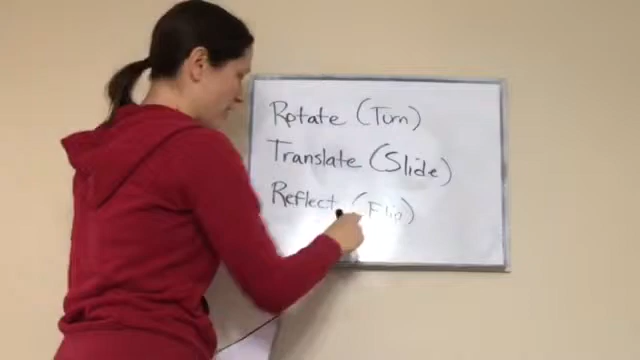 Rotate (Turn)
Translate (Slide)
Reflect (Flip)